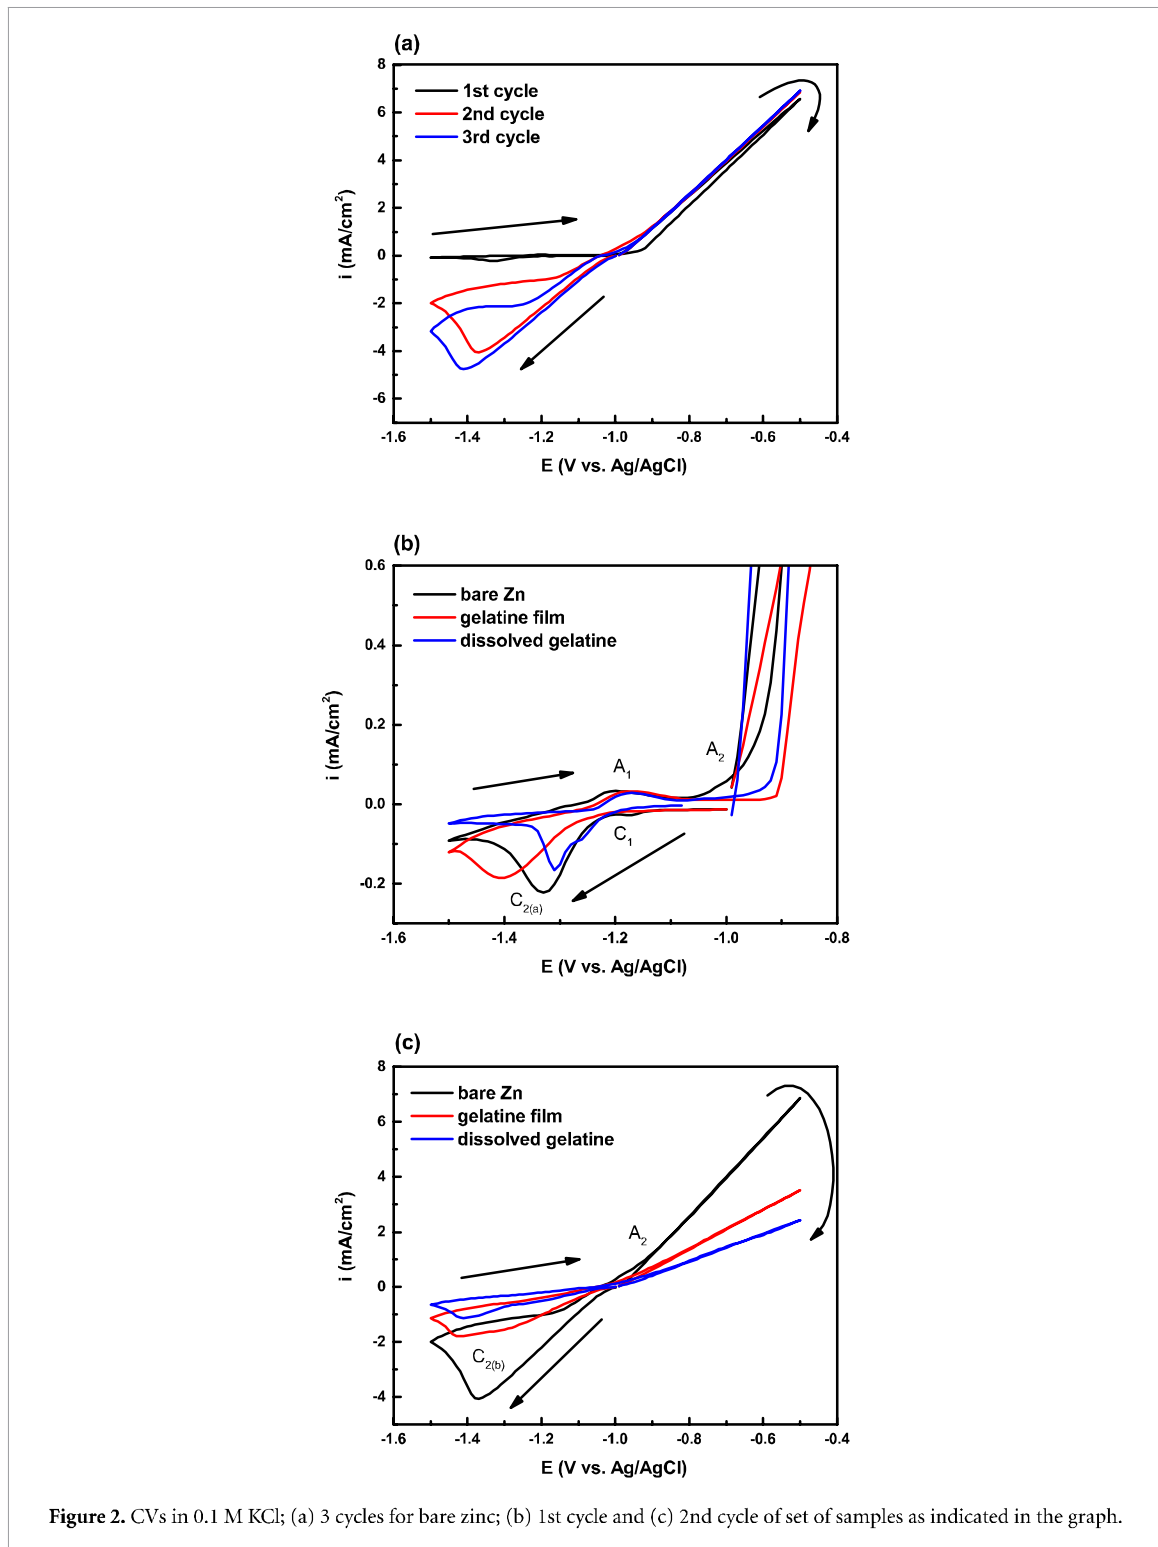 (a)
8
6
4
2
0
-2
-4
-6
1st cycle
2nd cycle
3rd cycle
i (mA/cm²)
-1.6 -1.4 -1.2 -1.0 -0.8 -0.6 -0.4
E (V vs. Ag/AgCl)
(b)
0.6
0.4
0.2
0.0
-0.2
bare Zn
gelatine film
dissolved gelatine
i (mA/cm²)
A₂
A₁
C₁
C₂₍ₐ₎
-1.6 -1.4 -1.2 -1.0 -0.8
E (V vs. Ag/AgCl)
(c)
8
6
4
2
0
-2
-4
bare Zn
gelatine film
dissolved gelatine
i (mA/cm²)
A₂
C2(b)
-1.6 -1.4 -1.2 -1.0 -0.8 -0.6 -0.4
E (V vs. Ag/AgCl)
Figure 2. CVs in 0.1 M KCl; (a) 3 cycles for bare zinc; (b) 1st cycle and (c) 2nd cycle of set of samples as indicated in the graph.